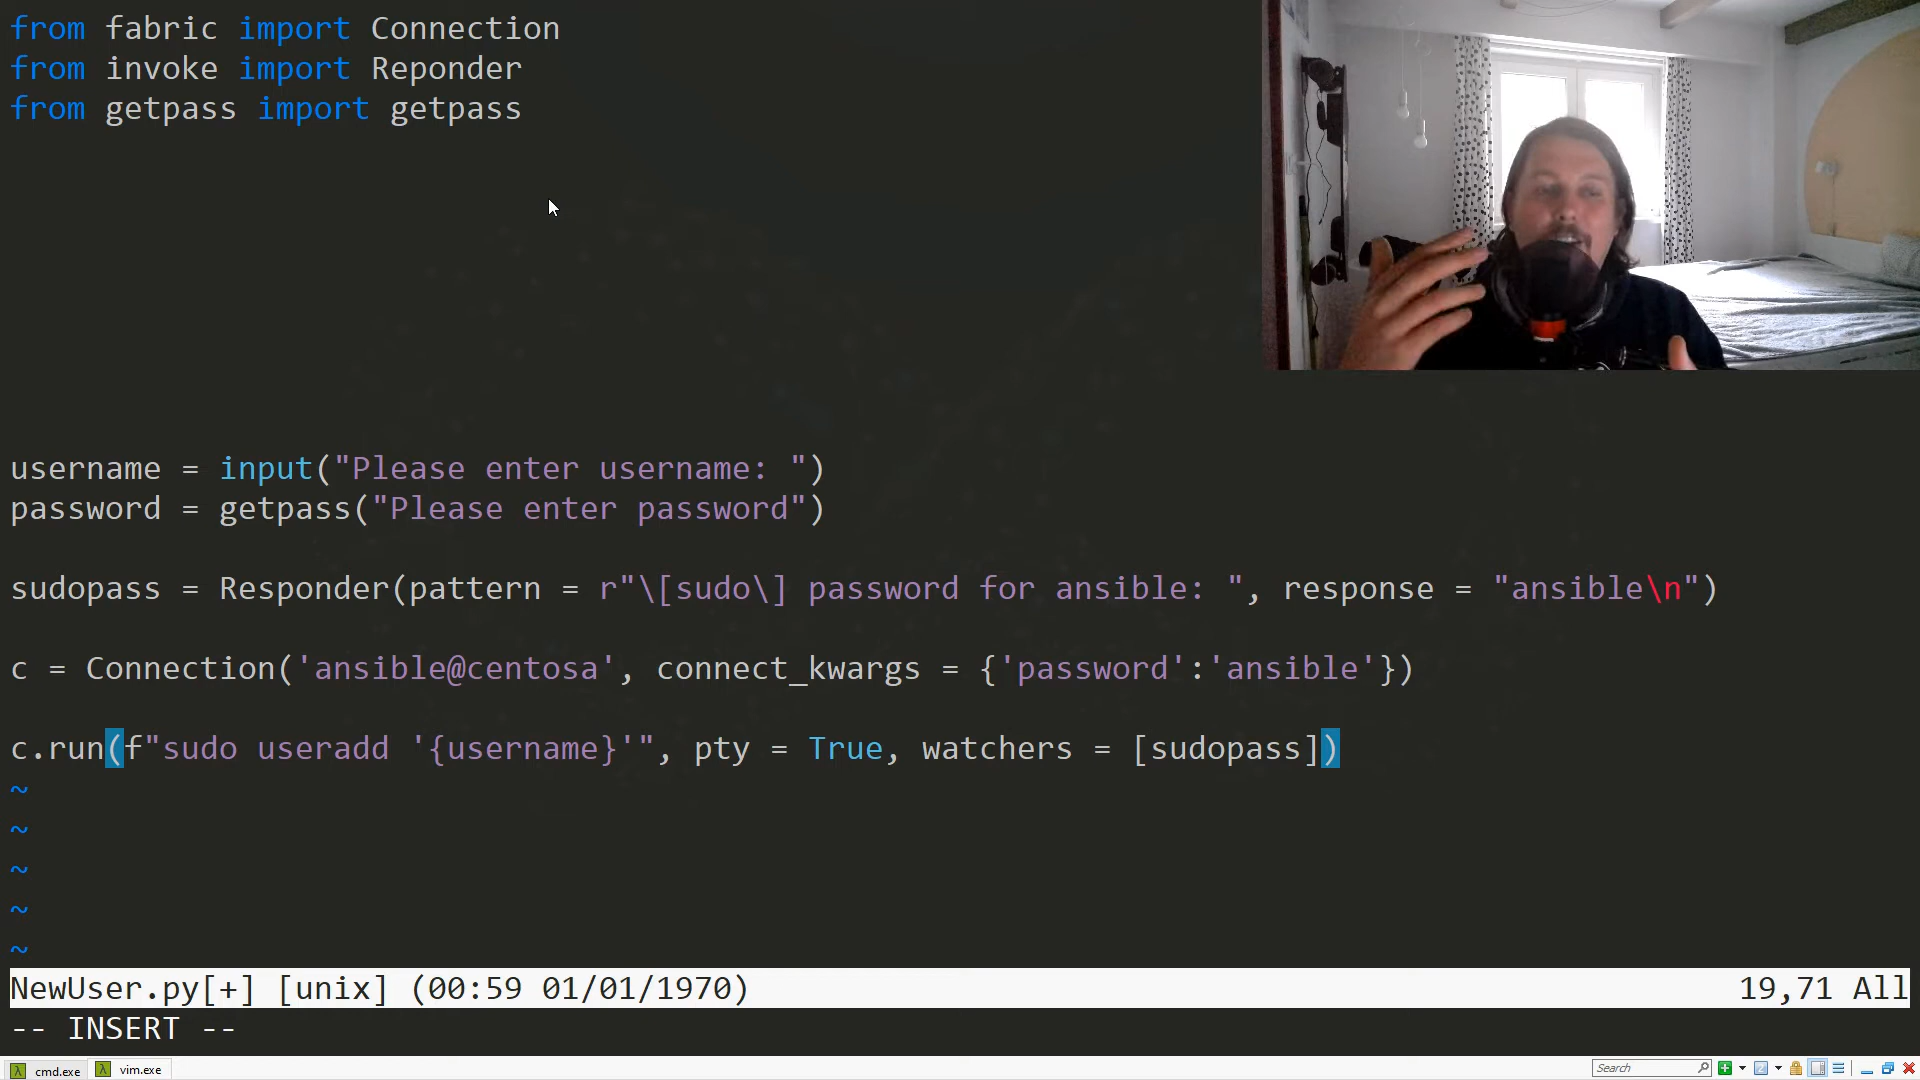 from fabric import Connection
from invoke import Reponder
from getpass import getpass
username = input("Please enter username: ")
password = getpass("Please enter password")
sudopass = Responder(pattern = r"\[sudo\] password for ansible: ", response = "ansible\n")
c = Connection('ansible@centosa', connect_kwargs = {'password':'ansible'})
c.run(f"sudo useradd '{username}'", pty = True, watchers = [sudopass])
~
~
~
~
~
NewUser.py[+] [unix] (00:59 01/01/1970) 19,71 All
-- INSERT --
cmd.exe vim.exe Search